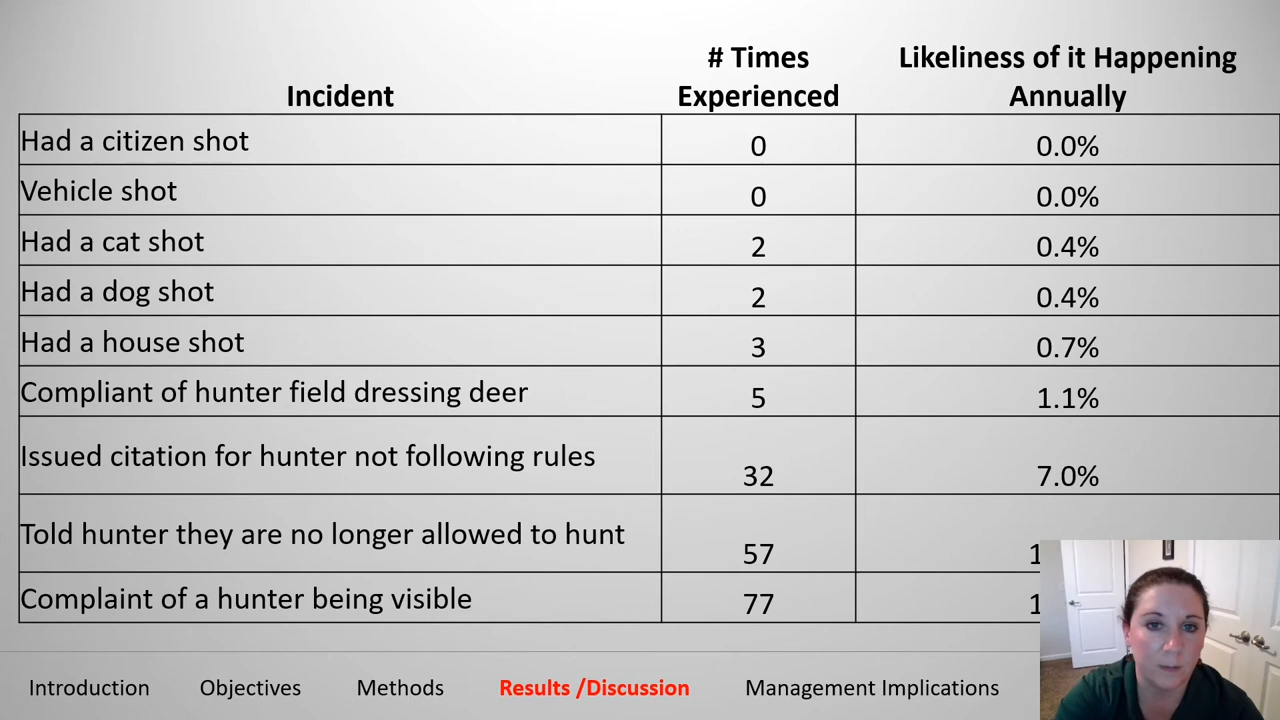 # Times Likeliness of it Happening
Incident Experienced Annually
Had a citizen shot 0 0.0%
Vehicle shot 0 0.0%
Had a cat shot 2 0.4%
Had a dog shot 2 0.4%
Had a house shot 3 0.7%
Compliant of hunter field dressing deer 5 1.1%
Issued citation for hunter not following rules 32 7.0%
Told hunter they are no longer allowed to hunt 57
Complaint of a hunter being visible 77
Introduction Objectives Methods Results /Discussion Management Implications